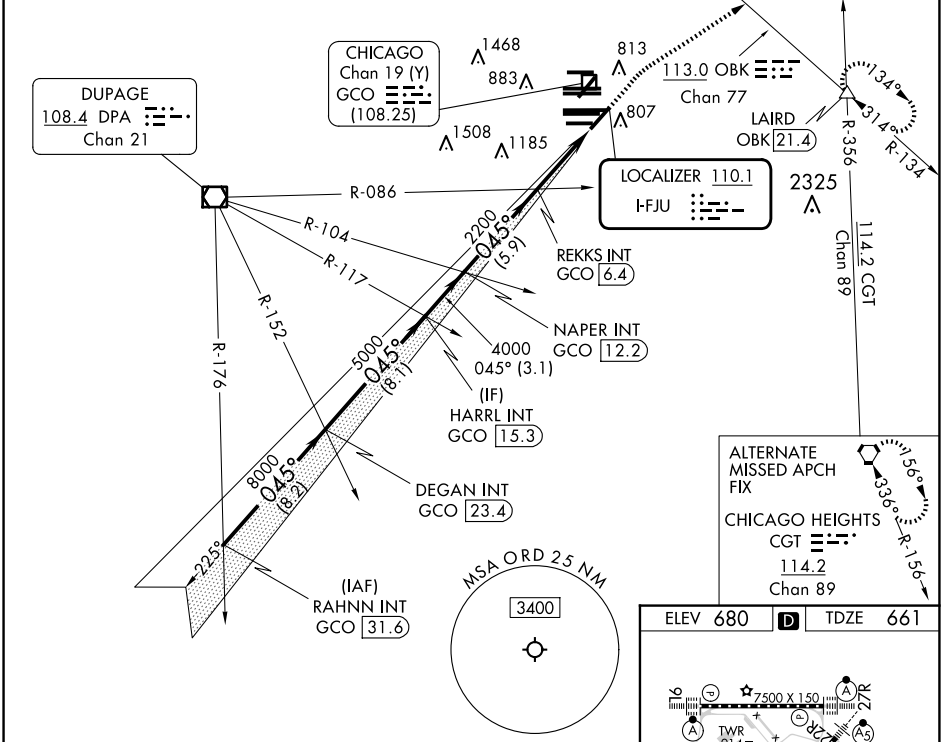 CHICAGO
Chan 19 (Y)
GCO
(108.25)
1468
883
813
1508
1185
807
113.0 OBK
Chan 77
134°
314°
R-134
LAIRD
OBK 21.4
R-356
DUPAGE
108.4 DPA
Chan 21
LOCALIZER 110.1
I-FJU
2325
114.2 CGT
Chan 89
R-086
R-104
R-117
R-152
R-176
2200
045°
(5.9)
REKKS INT
GCO 6.4
NAPER INT
GCO 12.2
4000
045° (3.1)
5000
045°
(8.1)
(IF)
HARRL INT
GCO 15.3
8000
045°
(8.2)
DEGAN INT
GCO 23.4
225°
(IAF)
RAHNN INT
GCO 31.6
MSA ORD 25 NM
3400
ALTERNATE
MISSED APCH
FIX
CHICAGO HEIGHTS
CGT
114.2
Chan 89
156°
336°
R-156
ELEV 680
D
TDZE 661
9L
P
7500 X 150
A
27R
A
TWR
P
22R
A5